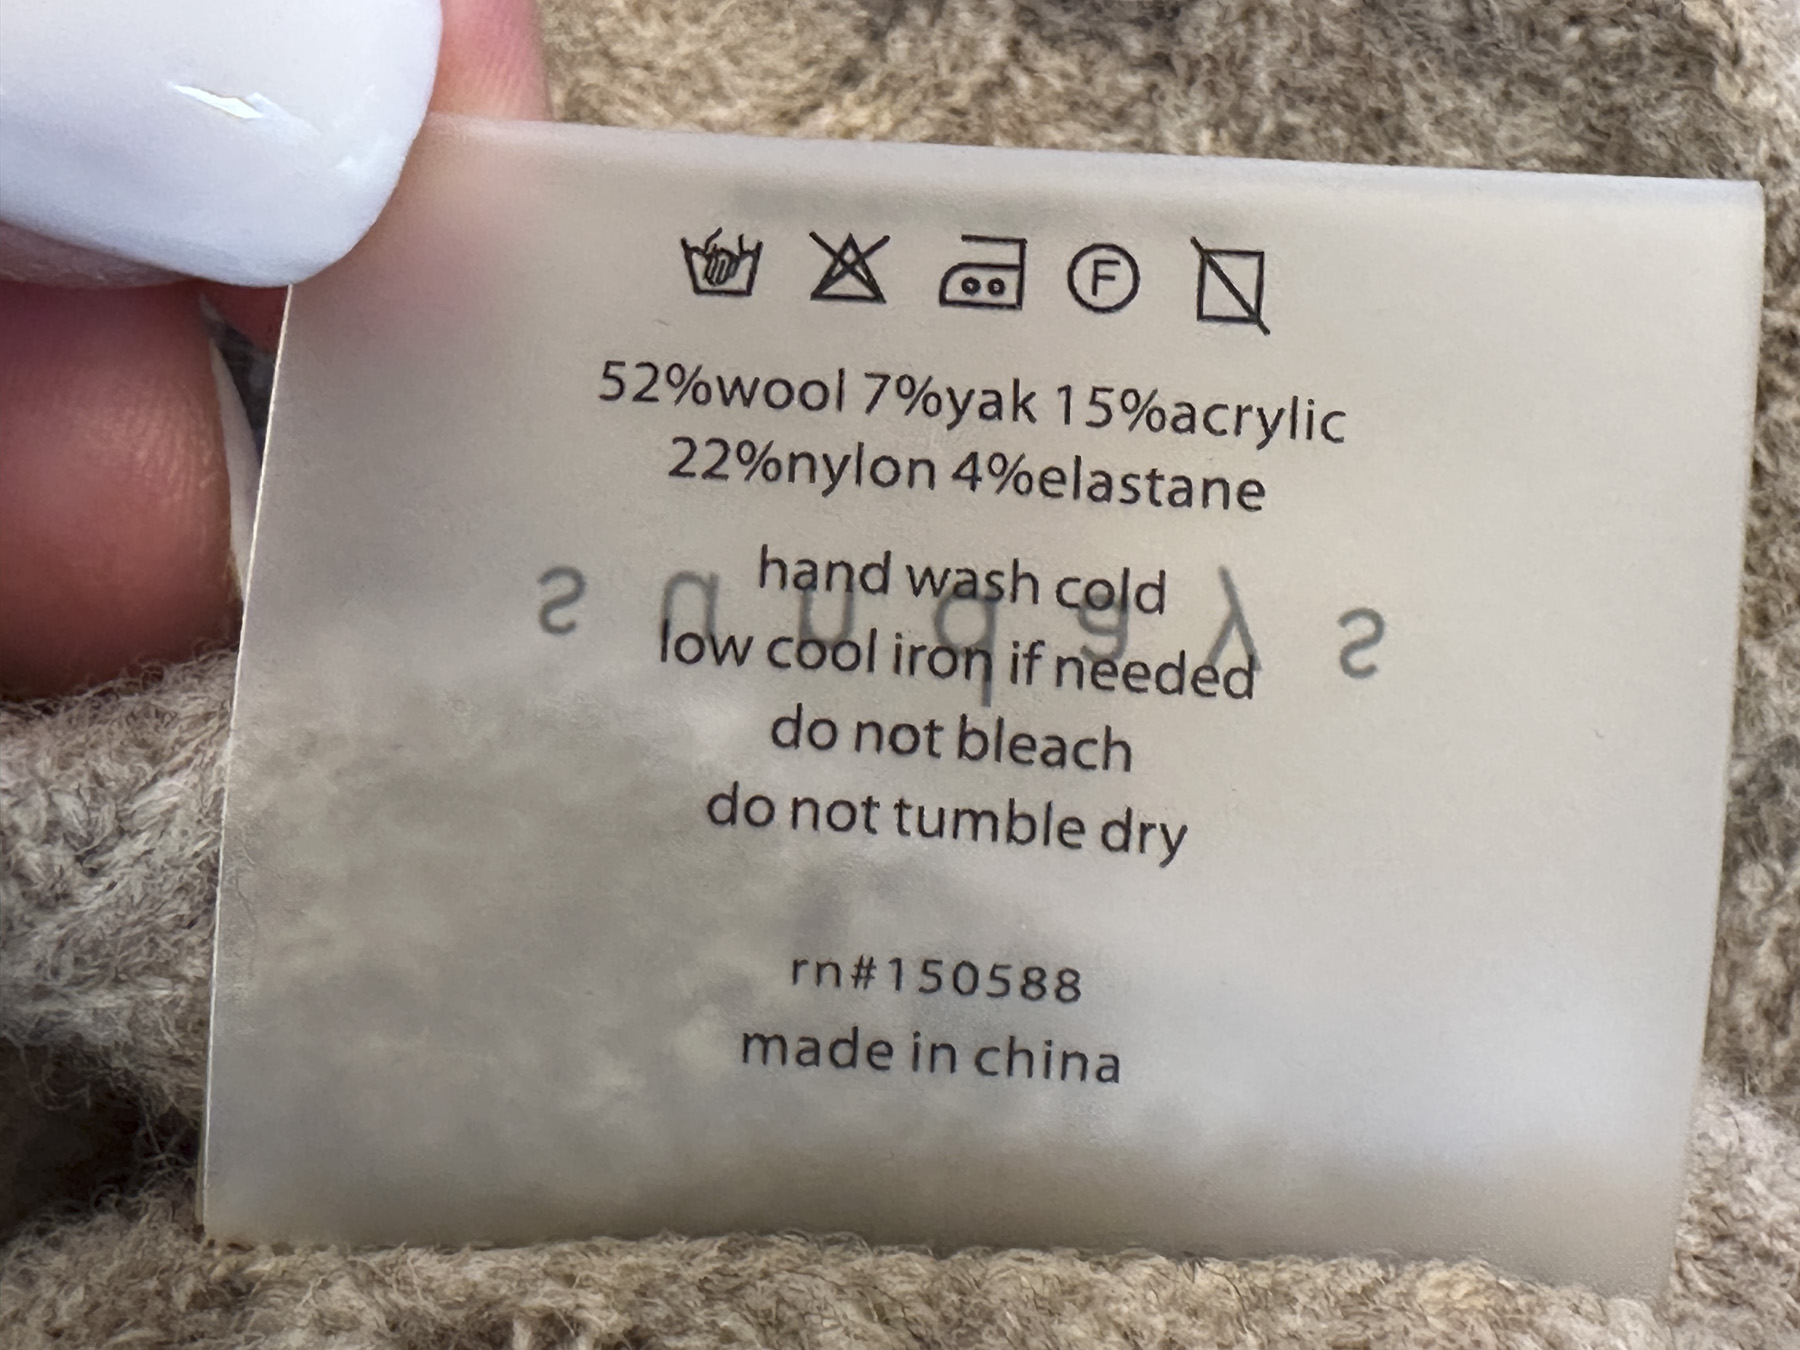 F
52%wool 7%yak 15%acrylic
22%nylon 4%elastane
hand wash cold
sundays
low cool iron if needed
do not bleach
do not tumble dry
rn#150588
made in china